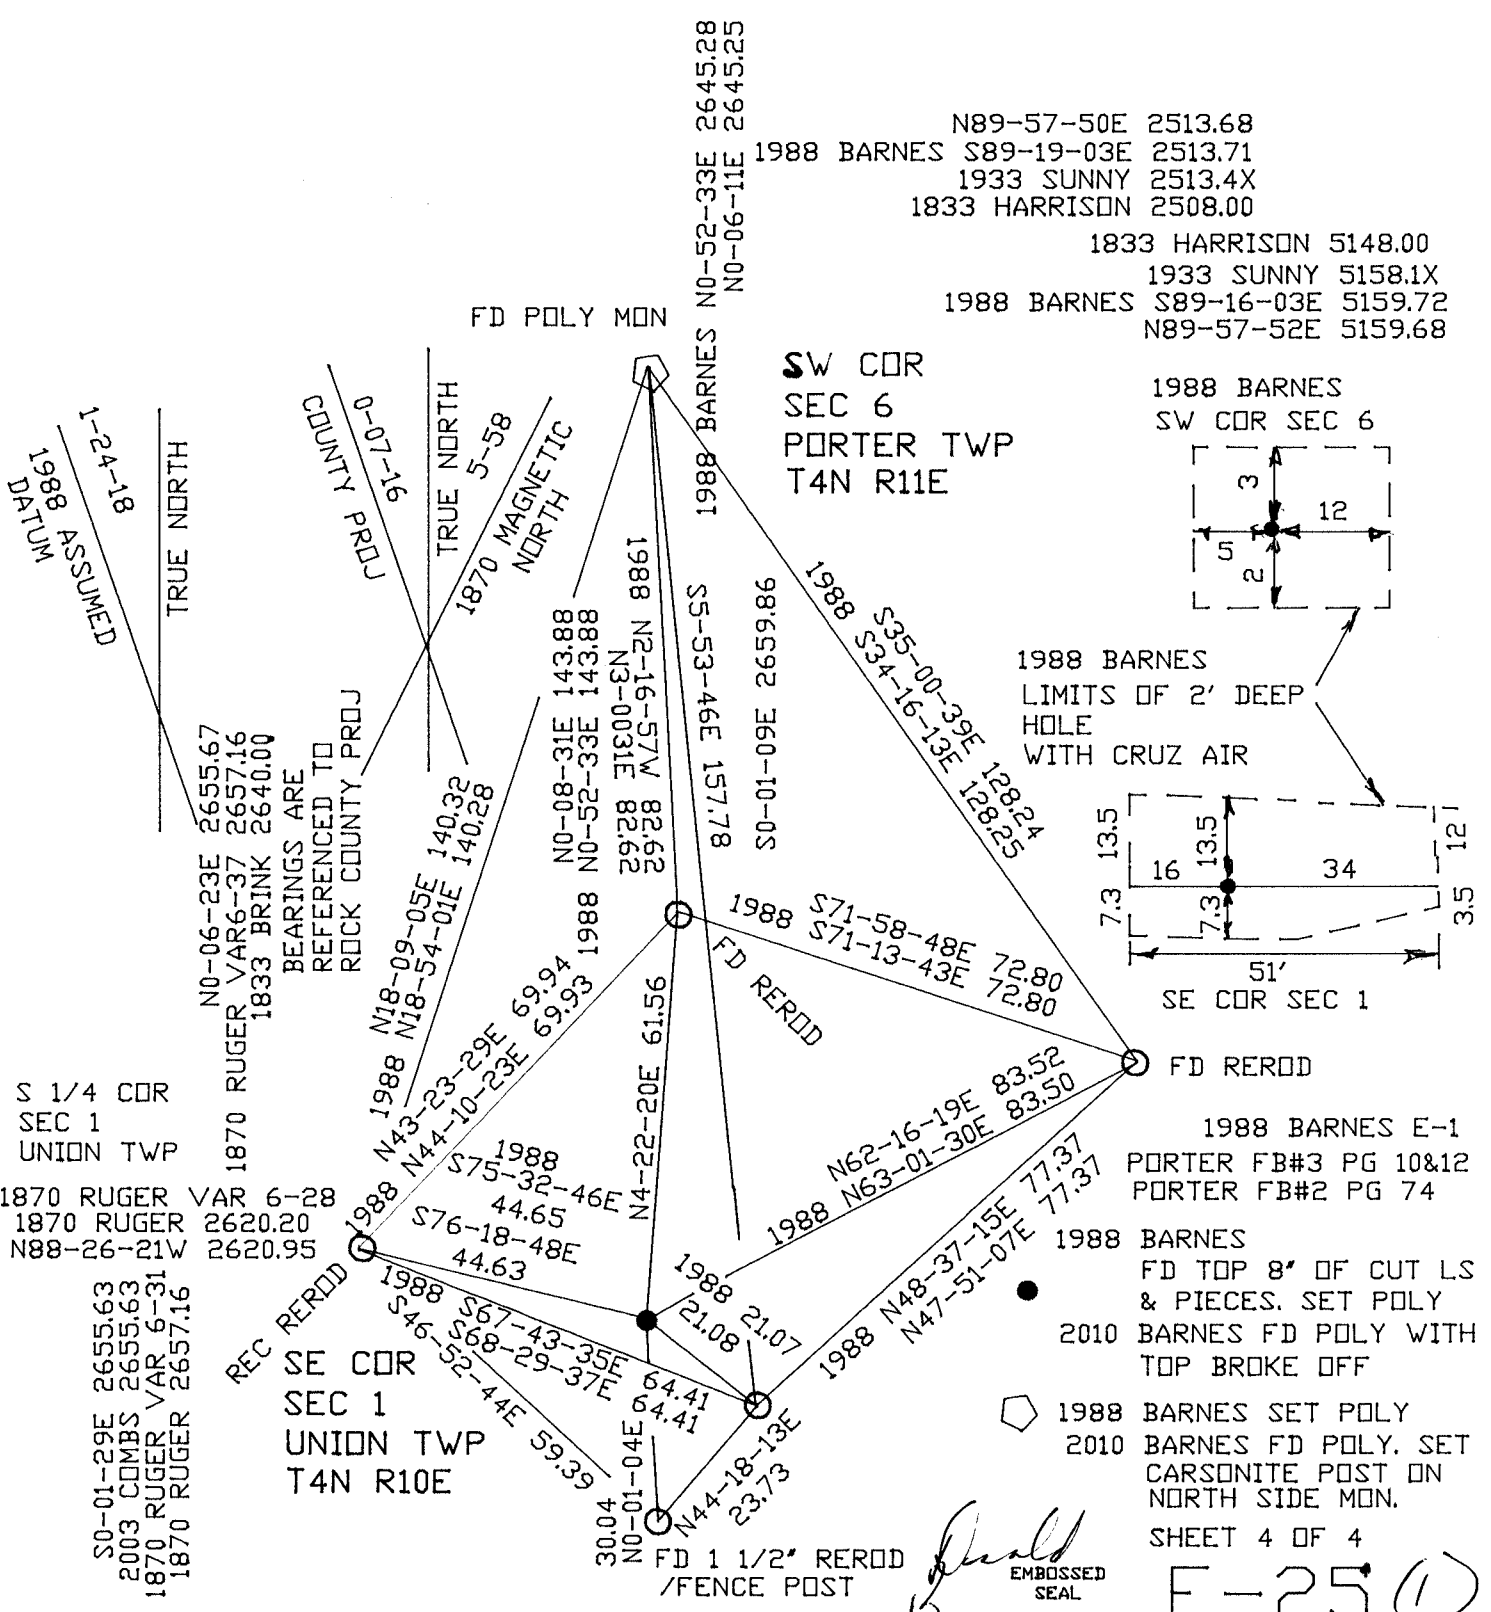 1988 BARNES N0-52-33E 2645.28
N0-06-11E 2645.25
N89-57-50E 2513.68
1988 BARNES S89-19-03E 2513.71
1933 SUNNY 2513.4X
1833 HARRISON 2508.00
1833 HARRISON 5148.00
1933 SUNNY 5158.1X
1988 BARNES S89-16-03E 5159.72
N89-57-52E 5159.68
FD POLY MON
SW COR
SEC 6
PORTER TWP
T4N R11E
1988 BARNES
SW COR SEC 6
3
12
5
2
1988 BARNES
LIMITS OF 2' DEEP
HOLE
WITH CRUZ AIR
13.5
13.5
12
16
34
7.3
7.3
3.5
51'
SE COR SEC 1
1-24-18
1988 ASSUMED
DATUM
TRUE NORTH
0-07-16
COUNTY PROJ
TRUE NORTH
5-58
1870 MAGNETIC
NORTH
N0-06-23E 2655.67
1870 RUGER VAR6-37 2657.16
1833 BRINK 2640.00
BEARINGS ARE
REFERENCED TO
ROCK COUNTY PROJ
N18-09-05E 140.32
1988 N18-54-01E 140.28
N0-08-31E 143.88
1988 N0-52-33E 143.88
1988 N2-16-57W 82.62
N3-0031E 82.62
S5-53-46E 157.78
S0-01-09E 2659.86
S35-00-39E 128.24
1988 S34-16-13E 128.25
N43-23-29E 69.94
1988 N44-10-23E 69.93
1988 S71-58-48E 72.80
S71-13-43E 72.80
FD REROD
FD REROD
N4-22-20E 61.56
N62-16-19E 83.52
1988 N63-01-30E 83.50
1988 N48-37-15E 77.37
N47-51-07E 77.37
S 1/4 COR
SEC 1
UNION TWP
1870 RUGER VAR 6-28
1870 RUGER 2620.20
N88-26-21W 2620.95
1988
S75-32-46E
44.65
S76-18-48E
44.63
1988 21.07
21.08
REC REROD
1988 S67-43-35E 64.41
S68-29-37E 64.41
S46-52-44E 59.39
SE COR
SEC 1
UNION TWP
T4N R10E
S0-01-29E 2655.63
2003 COMBS 2655.63
1870 RUGER VAR 6-31
1870 RUGER 2657.16
30.04
N0-01-04E
N44-18-13E
23.73
FD 1 1/2" REROD
/FENCE POST
1988 BARNES E-1
PORTER FB#3 PG 10&12
PORTER FB#2 PG 74
1988 BARNES
FD TOP 8" OF CUT LS
& PIECES. SET POLY
2010 BARNES FD POLY WITH
TOP BROKE OFF
1988 BARNES SET POLY
2010 BARNES FD POLY. SET
CARSONITE POST ON
NORTH SIDE MON.
SHEET 4 OF 4
Donald
EMBOSSED
SEAL